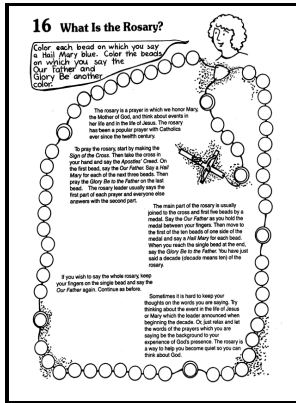 16 What Is the Rosary?
Color each bead on which you say
a Hail Mary blue. Color the beads
on which you say the
Our Father and
Glory Be another
color.
The rosary is a prayer in which we honor Mary,
the Mother of God, and think about events in
her life and in the life of Jesus. The rosary
has been a popular prayer with Catholics
ever since the twelfth century.
To pray the rosary, start by making the
Sign of the Cross. Then take the cross in
your hand and say the Apostles' Creed. On
the first bead, say the Our Father. Say a Hail
Mary for each of the next three beads. Then
pray the Glory Be to the Father on the last
bead. The rosary leader usually says the
first part of each prayer and everyone else
answers with the second part.
The main part of the rosary is usually
joined to the cross and first five beads by a
medal. Say the Our Father as you hold the
medal between your fingers. Then move to
the first of the ten beads of one side of the
medal and say a Hail Mary for each bead.
When you reach the single bead at the end,
say the Glory Be to the Father. You have just
said a decade (decade means ten) of the
rosary.
If you wish to say the whole rosary, keep
your fingers on the single bead and say the
Our Father again. Continue as before.
Sometimes it is hard to keep your
thoughts on the words you are saying. Try
thinking about the event in the life of Jesus
or Mary which the leader announced when
beginning the decade. Or, just relax and let
the words of the prayers which you are
saying be the background to your
experience of God's presence. The rosary is
a way to help you become quiet so you can
think about God.